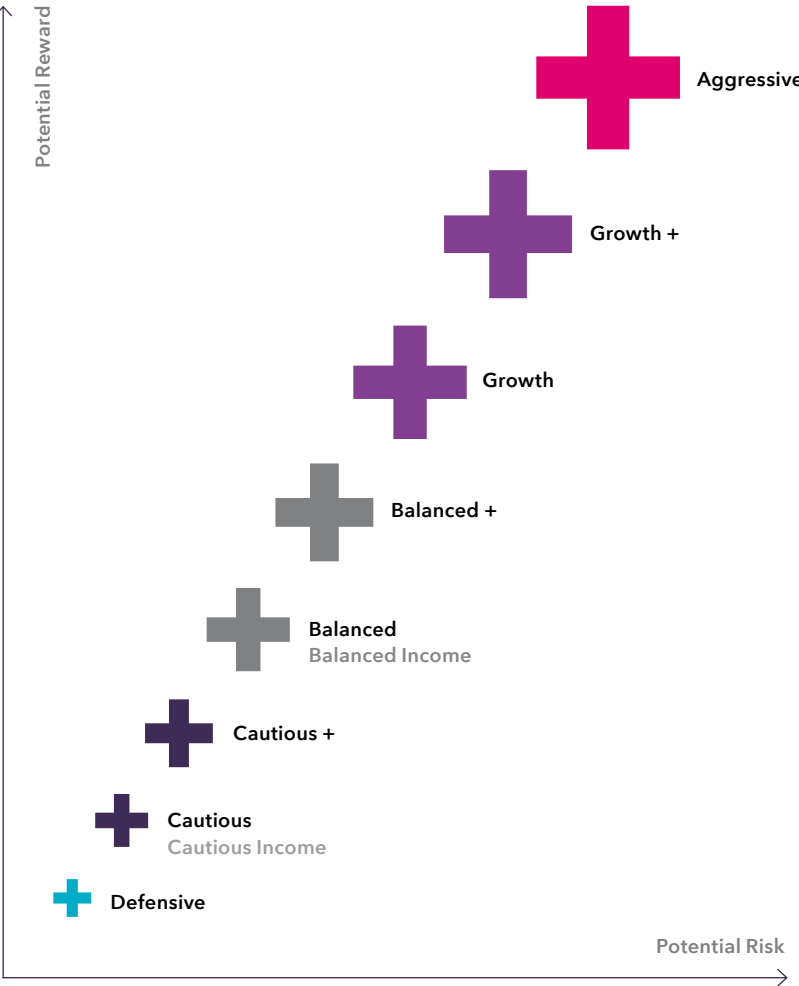 Potential Reward
Aggressive
Growth +
Growth
Balanced +
Balanced
Balanced Income
Cautious +
Cautious
Cautious Income
Defensive
Potential Risk